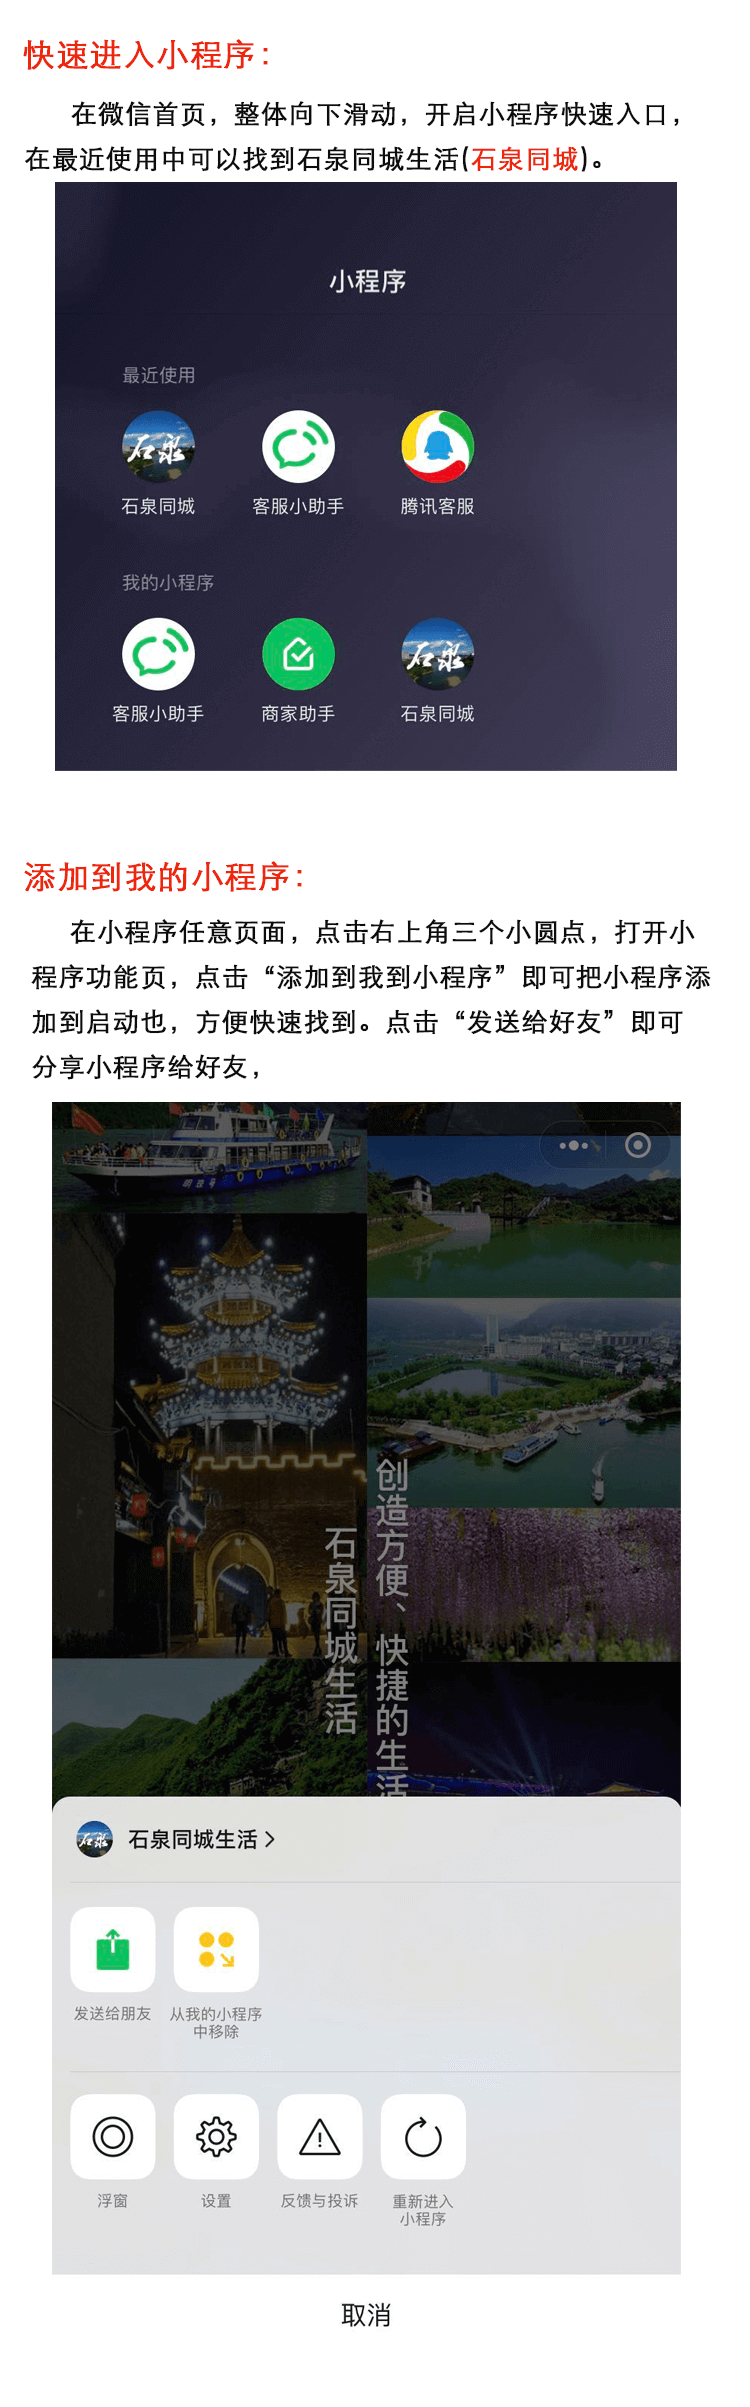 快速进入小程序：
在微信首页，整体向下滑动，开启小程序快速入口，
在最近使用中可以找到石泉同城生活(石泉同城)。
小程序
最近使用
石泉
石泉同城
客服小助手
腾讯客服
我的小程序
客服小助手
商家助手
石泉
石泉同城
添加到我的小程序：
在小程序任意页面，点击右上角三个小圆点，打开小
程序功能页，点击“添加到我到小程序”即可把小程序添
加到启动也，方便快速找到。点击“发送给好友”即可
分享小程序给好友，
创造方便、快捷的生活
石泉同城生活
石泉
石泉同城生活
发送给朋友
从我的小程序
中移除
浮窗
设置
反馈与投诉
重新进入
小程序
取消